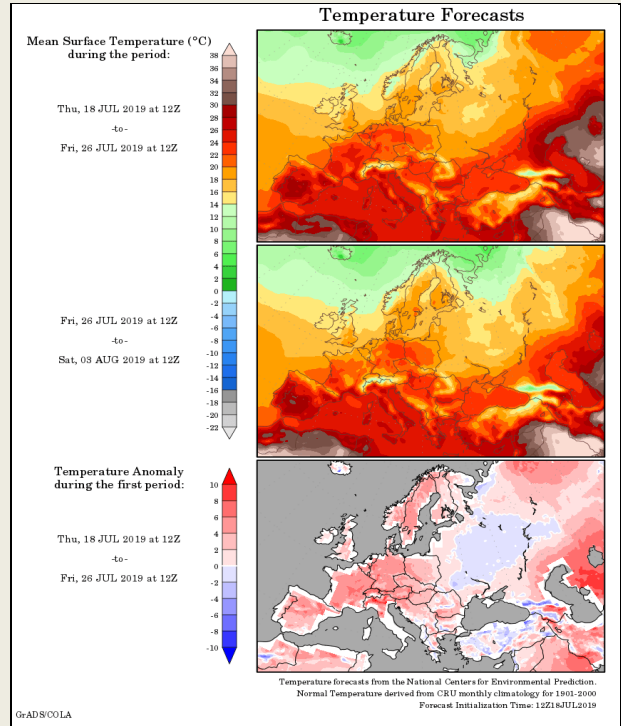 Temperature Forecasts
Mean Surface Temperature (°C)
during the period:
38
36
34
32
30
28
26
24
22
20
18
16
14
12
10
8
6
4
2
0
-2
-4
-6
-8
-10
-12
-14
-16
-18
-20
-22
Thu, 18 JUL 2019 at 12Z
-to-
Fri, 26 JUL 2019 at 12Z
Fri, 26 JUL 2019 at 12Z
-to-
Sat, 03 AUG 2019 at 12Z
Temperature Anomaly
during the first period:
10
8
6
4
2
0
-2
-4
-6
-8
-10
Thu, 18 JUL 2019 at 12Z
-to-
Fri, 26 JUL 2019 at 12Z
Temperature forecasts from the National Centers for Environmental Prediction.
Normal Temperature derived from CRU monthly climatology for 1901-2000
Forecast Initialization Time: 12Z18JUL2019
GrADS/COLA